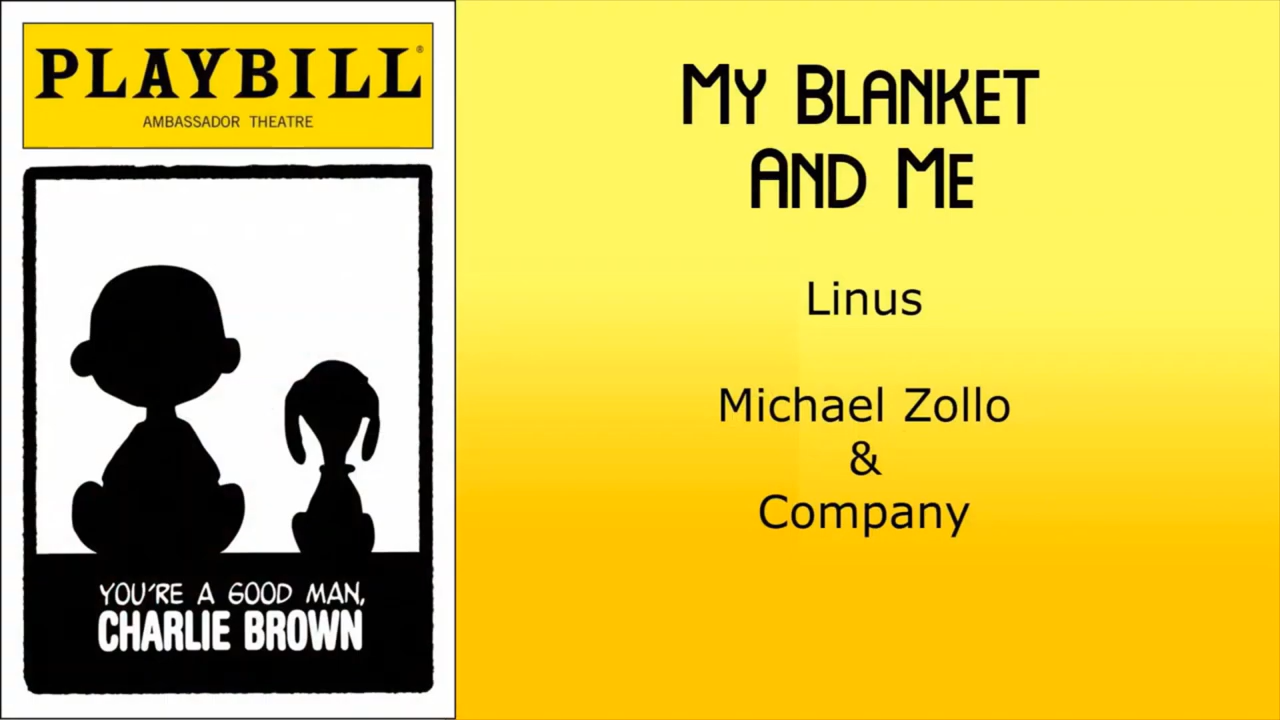 PLAYBILL®
AMBASSADOR THEATRE
YOU'RE A GOOD MAN,
CHARLIE BROWN
My Blanket
And Me
Linus
Michael Zollo
&
Company